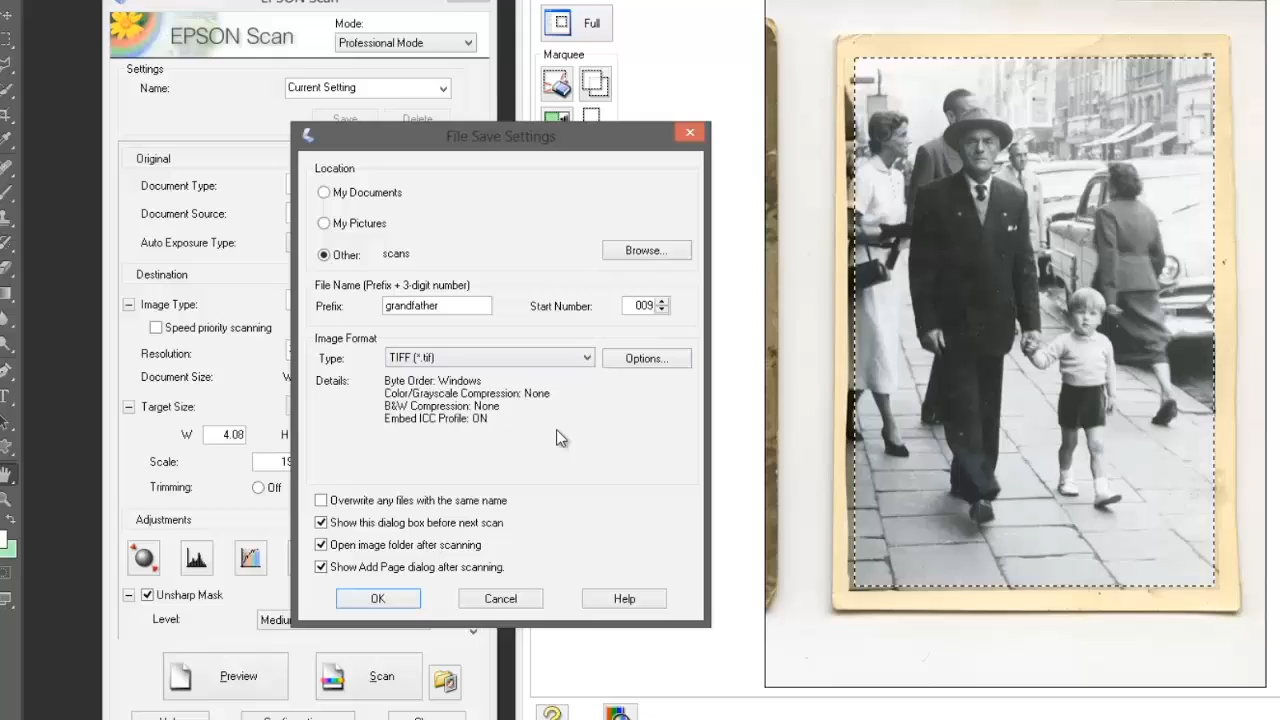 EPSON Scan
EPSON Scan
Mode:
Professional Mode
Settings
Name:
Current Setting
Save
Delete
Original
Document Type:
Document Source:
Auto Exposure Type:
Destination
Image Type:
Speed priority scanning
Resolution:
Document Size:
W
Target Size:
W
4.08
H
Scale:
Trimming:
Off
Adjustments
Unsharp Mask
Level:
Preview
Scan
Full
Marquee
File Save Settings
Location
My Documents
My Pictures
Other:
scans
Browse...
File Name (Prefix + 3-digit number)
Prefix:
grandfather
Start Number:
009
Image Format
Type:
TIFF (*.tif)
Options...
Details:
Byte Order: Windows
Color/Grayscale Compression: None
B&W Compression: None
Embed ICC Profile: ON
Overwrite any files with the same name
Show this dialog box before next scan
Open image folder after scanning
Show Add Page dialog after scanning.
OK
Cancel
Help